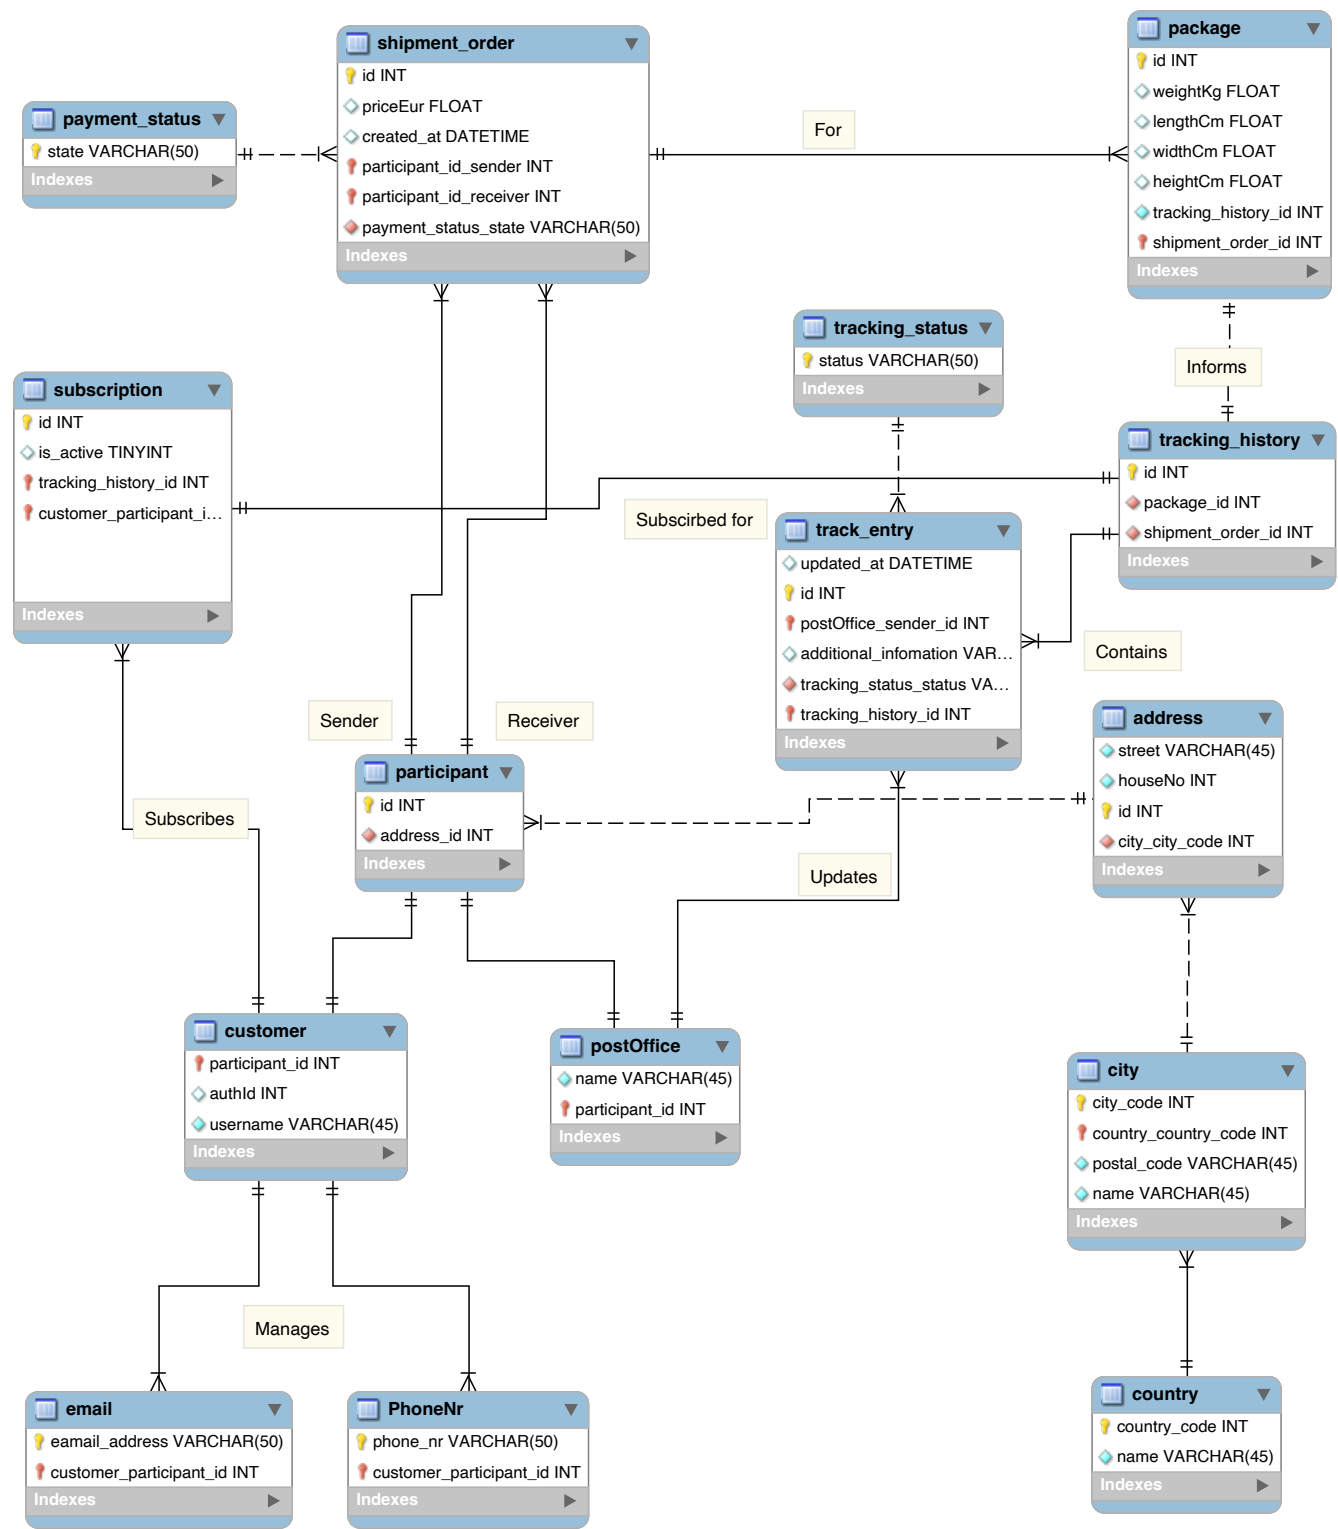 shipment_order
id INT
priceEur FLOAT
created_at DATETIME
participant_id_sender INT
participant_id_receiver INT
payment_status_state VARCHAR(50)
Indexes
package
id INT
weightKg FLOAT
lengthCm FLOAT
widthCm FLOAT
heightCm FLOAT
tracking_history_id INT
shipment_order_id INT
Indexes
payment_status
state VARCHAR(50)
Indexes
For
tracking_status
status VARCHAR(50)
Indexes
Informs
subscription
id INT
is_active TINYINT
tracking_history_id INT
customer_participant_i...
Indexes
tracking_history
id INT
package_id INT
shipment_order_id INT
Indexes
Subscirbed for
track_entry
updated_at DATETIME
id INT
postOffice_sender_id INT
additional_infomation VAR...
tracking_status_status VA...
tracking_history_id INT
Indexes
Contains
Sender
Receiver
address
street VARCHAR(45)
houseNo INT
id INT
city_city_code INT
Indexes
participant
id INT
address_id INT
Indexes
Subscribes
Updates
customer
participant_id INT
authId INT
username VARCHAR(45)
Indexes
postOffice
name VARCHAR(45)
participant_id INT
Indexes
city
city_code INT
country_country_code INT
postal_code VARCHAR(45)
name VARCHAR(45)
Indexes
Manages
email
eamail_address VARCHAR(50)
customer_participant_id INT
Indexes
PhoneNr
phone_nr VARCHAR(50)
customer_participant_id INT
Indexes
country
country_code INT
name VARCHAR(45)
Indexes